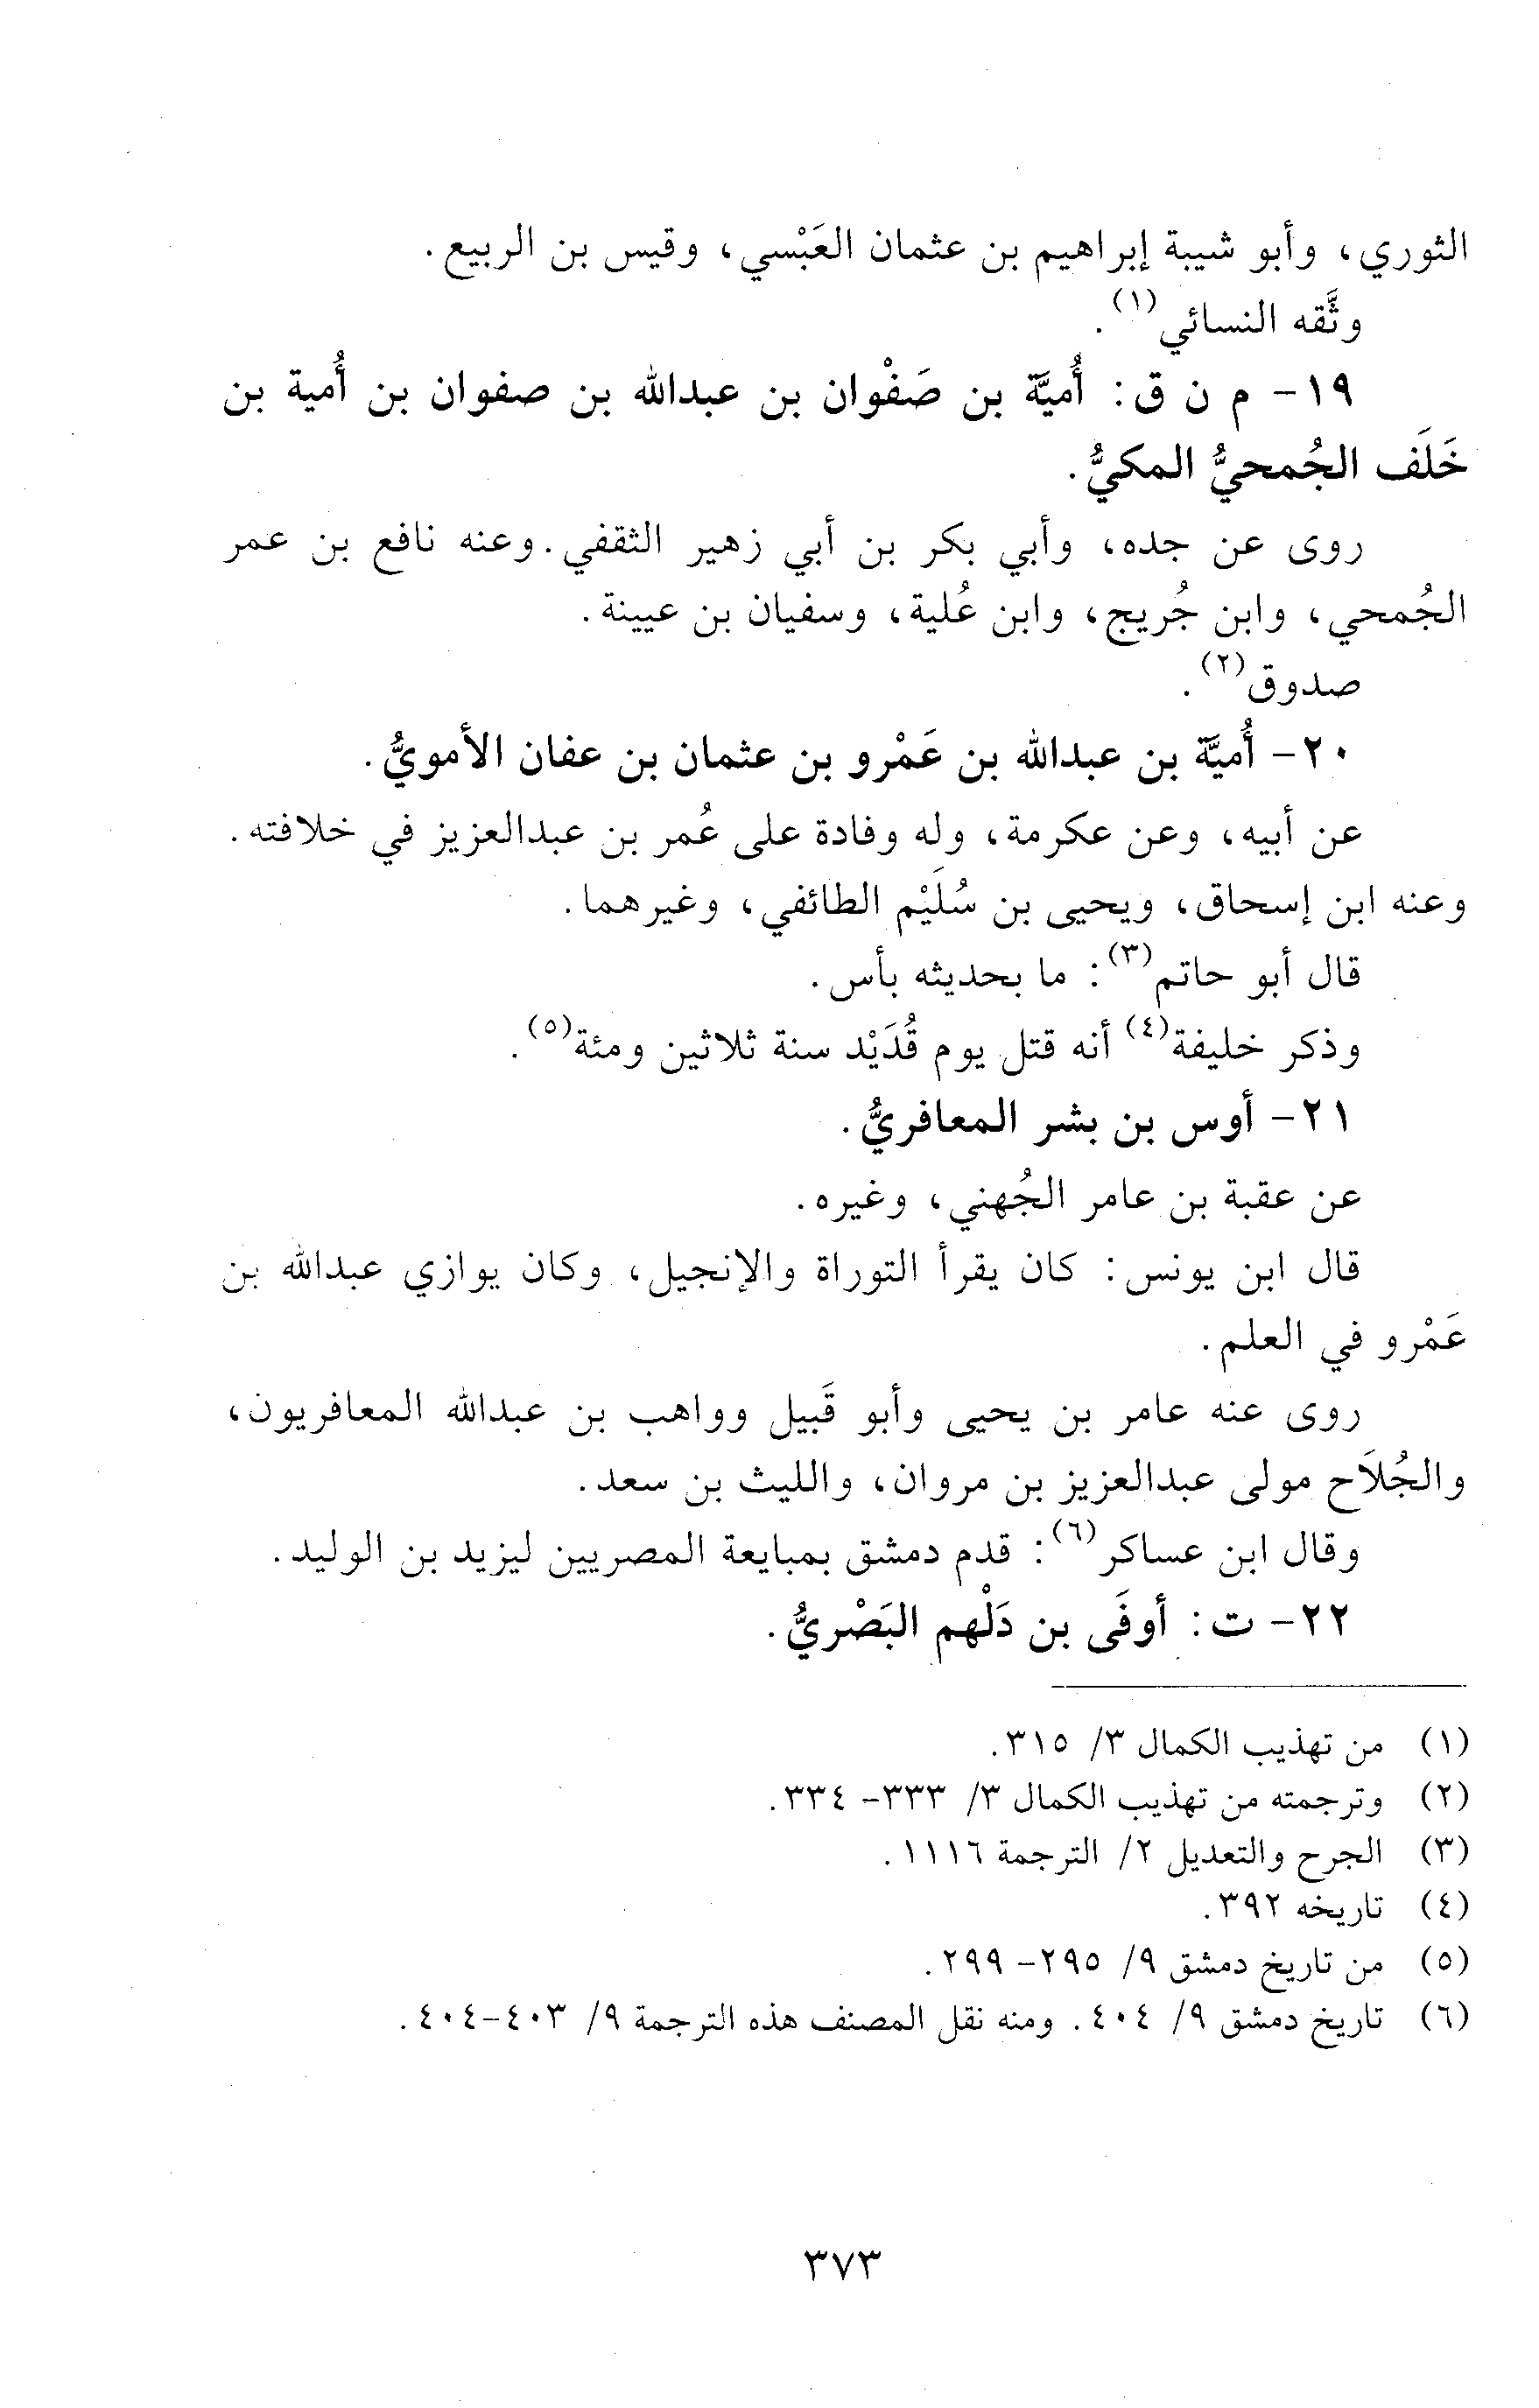 الثوري، وأبو شيبة إبراهيم بن عثمان العَبْسي، وقيس بن الربيع.
وثَّقه النسائي(١).
١٩- م ن ق: أُميَّة بن صَفْوان بن عبدالله بن صفوان بن أُمية بن
خَلَف الجُمحيُّ المكيُّ.
روى عن جده، وأبي بكر بن أبي زهير الثقفي. وعنه نافع بن عمر
الجُمحي، وابن جُريج، وابن عُلية، وسفيان بن عيينة.
صدوق(٢).
٢٠- أُميَّة بن عبدالله بن عَمْرو بن عثمان بن عفان الأمويُّ.
عن أبيه، وعن عكرمة، وله وفادة على عُمر بن عبدالعزيز في خلافته.
وعنه ابن إسحاق، ويحيى بن سُلَيْم الطائفي، وغيرهما.
قال أبو حاتم(٣): ما بحديثه بأس.
وذكر خليفة(٤) أنه قتل يوم قُدَيْد سنة ثلاثين ومئة(٥).
٢١- أوس بن بشر المعافريُّ.
عن عقبة بن عامر الجُهني، وغيره.
قال ابن يونس: كان يقرأ التوراة والإنجيل، وكان يوازي عبدالله بن
عَمْرو في العلم.
روى عنه عامر بن يحيى وأبو قَبيل وواهب بن عبدالله المعافريون،
والجُلَاح مولى عبدالعزيز بن مروان، والليث بن سعد.
وقال ابن عساكر(٦): قدم دمشق بمبايعة المصريين ليزيد بن الوليد.
٢٢- ت: أوفَى بن دَلْهم البَصْريُّ.
(١) من تهذيب الكمال ٣/ ٣١٥.
(٢) وترجمته من تهذيب الكمال ٣/ ٣٣٣- ٣٣٤.
(٣) الجرح والتعديل ٢/ الترجمة ١١١٦.
(٤) تاريخه ٣٩٢.
(٥) من تاريخ دمشق ٩/ ٢٩٥- ٢٩٩.
(٦) تاريخ دمشق ٩/ ٤٠٤. ومنه نقل المصنف هذه الترجمة ٩/ ٤٠٣-٤٠٤.
٣٧٣